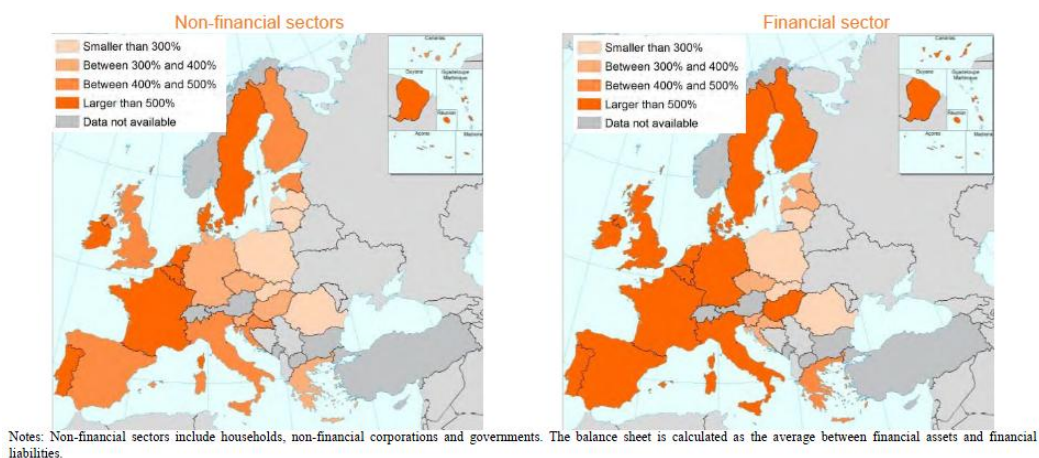 Non-financial sectors
Smaller than 300%
Between 300% and 400%
Between 400% and 500%
Larger than 500%
Data not available
Canarias
Guyane
Guadeloupe
Martinique
Réunion
Açores
Madeira
Financial sector
Smaller than 300%
Between 300% and 400%
Between 400% and 500%
Larger than 500%
Data not available
Canarias
Guyane
Guadeloupe
Martinique
Réunion
Açores
Madeira
Notes: Non-financial sectors include households, non-financial corporations and governments. The balance sheet is calculated as the average between financial assets and financial
liabilities.